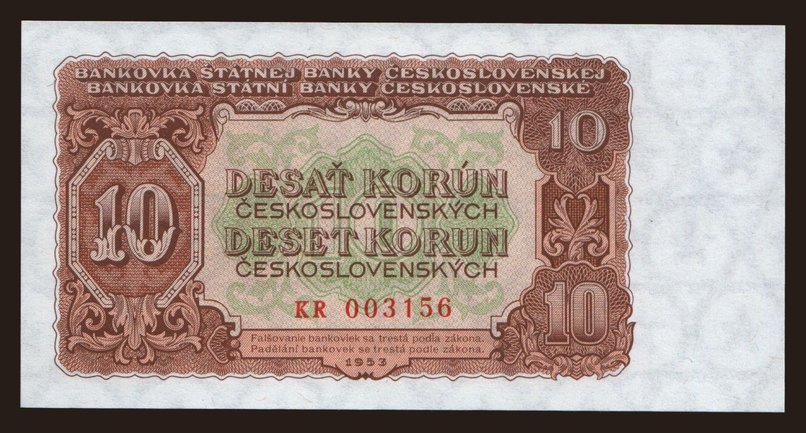 BANKOVKA ŠTÁTNEJ BANKY ČESKOSLOVENSKEJ
BANKOVKA STÁTNÍ BANKY ČESKOSLOVENSKÉ
10
10
DESAŤ KORÚN
ČESKOSLOVENSKÝCH
DESET KORUN
ČESKOSLOVENSKÝCH
10
KR 003156
Falšovanie bankoviek sa trestá podľa zákona.
Padělání bankovek se trestá podle zákona.
1953